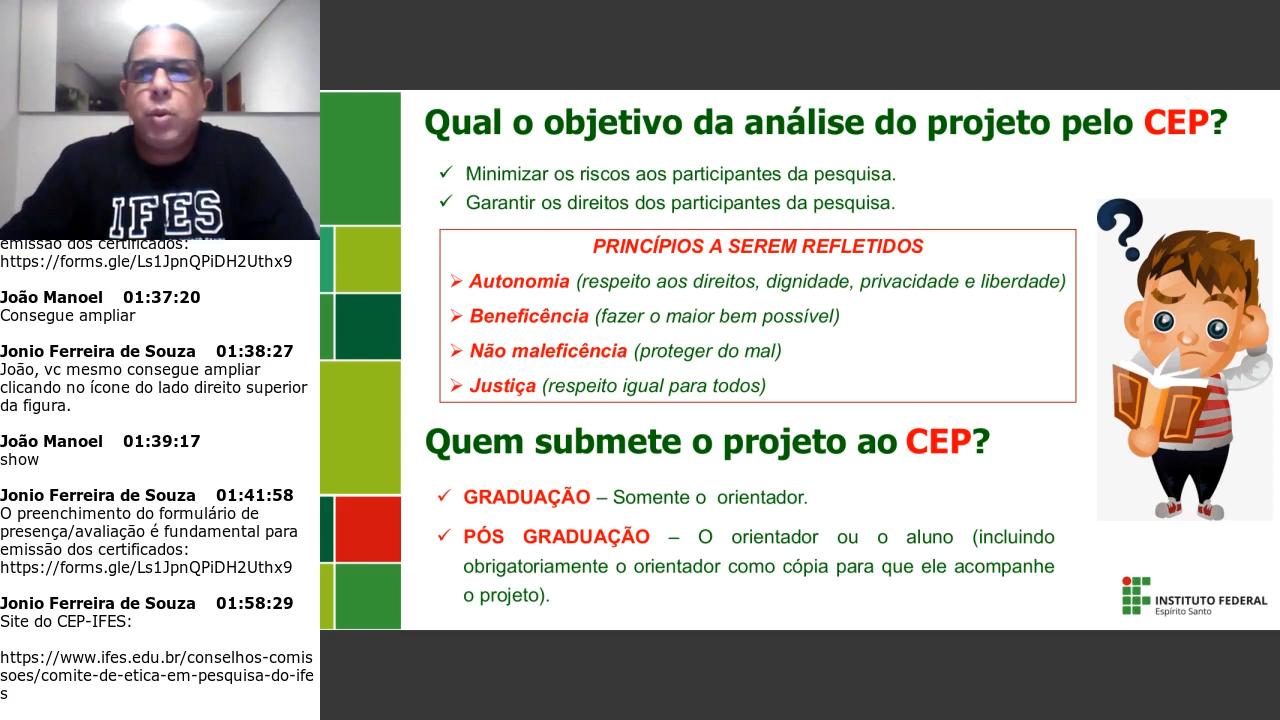 IFES
emissão dos certificados:
https://forms.gle/Ls1JpnQPiDH2Uthx9
João Manoel 01:37:20
Consegue ampliar
Jonio Ferreira de Souza 01:38:27
João, vc mesmo consegue ampliar
clicando no ícone do lado direito superior
da figura.
João Manoel 01:39:17
show
Jonio Ferreira de Souza 01:41:58
O preenchimento do formulário de
presença/avaliação é fundamental para
emissão dos certificados:
https://forms.gle/Ls1JpnQPiDH2Uthx9
Jonio Ferreira de Souza 01:58:29
Site do CEP-IFES:
https://www.ifes.edu.br/conselhos-comis
soes/comite-de-etica-em-pesquisa-do-ife
s
Qual o objetivo da análise do projeto pelo CEP?
✓ Minimizar os riscos aos participantes da pesquisa.
✓ Garantir os direitos dos participantes da pesquisa.
PRINCÍPIOS A SEREM REFLETIDOS
➢ Autonomia (respeito aos direitos, dignidade, privacidade e liberdade)
➢ Beneficência (fazer o maior bem possível)
➢ Não maleficência (proteger do mal)
➢ Justiça (respeito igual para todos)
Quem submete o projeto ao CEP?
✓ GRADUAÇÃO – Somente o orientador.
✓ PÓS GRADUAÇÃO – O orientador ou o aluno (incluindo
obrigatoriamente o orientador como cópia para que ele acompanhe
o projeto).
INSTITUTO FEDERAL
Espírito Santo